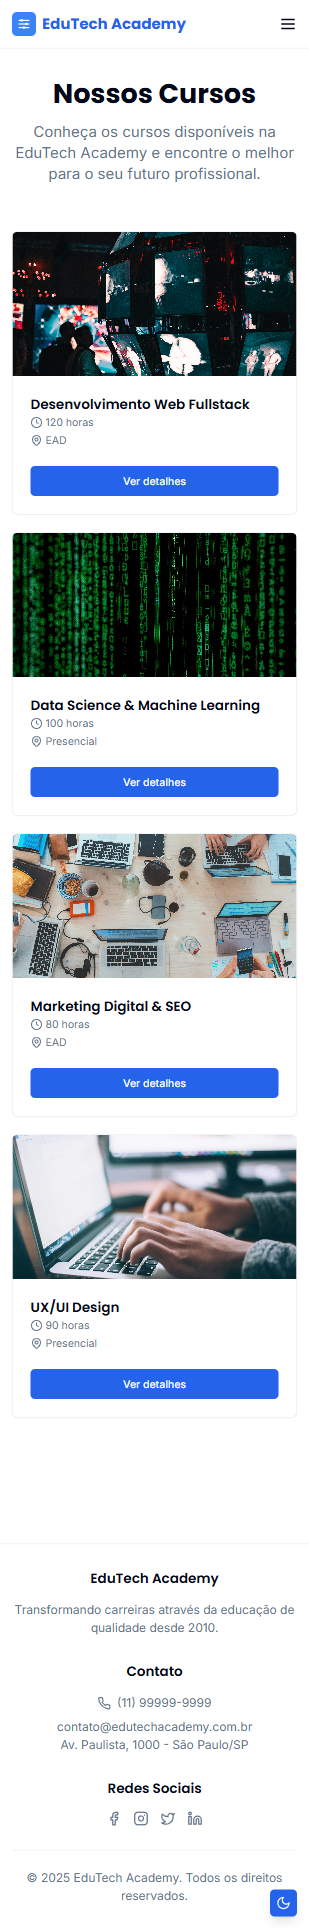 EduTech Academy
Nossos Cursos
Conheça os cursos disponíveis na
EduTech Academy e encontre o melhor
para o seu futuro profissional.
Desenvolvimento Web Fullstack
120 horas
EAD
Ver detalhes
Data Science & Machine Learning
100 horas
Presencial
Ver detalhes
Marketing Digital & SEO
80 horas
EAD
Ver detalhes
UX/UI Design
90 horas
Presencial
Ver detalhes
EduTech Academy
Transformando carreiras através da educação de
qualidade desde 2010.
Contato
(11) 99999-9999
contato@edutechacademy.com.br
Av. Paulista, 1000 - São Paulo/SP
Redes Sociais
© 2025 EduTech Academy. Todos os direitos
reservados.